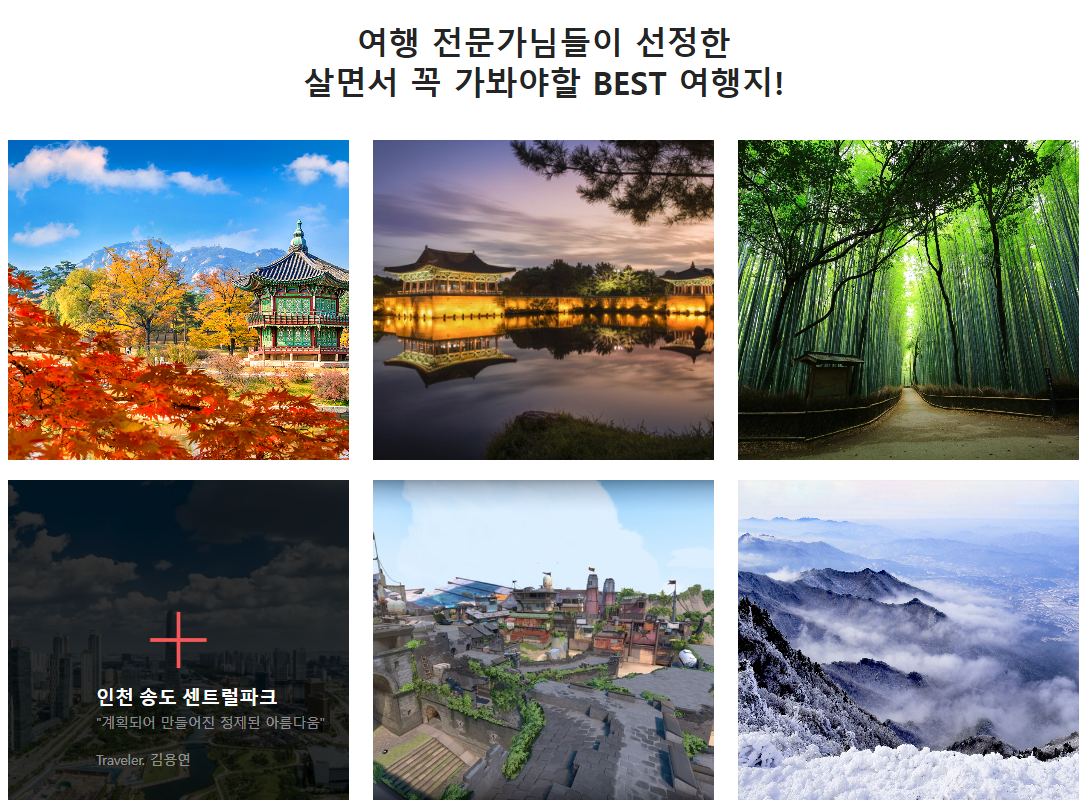 여행 전문가님들이 선정한
살면서 꼭 가봐야할 BEST 여행지!
인천 송도 센트럴파크
"계획되어 만들어진 정제된 아름다움"
Traveler. 김용연